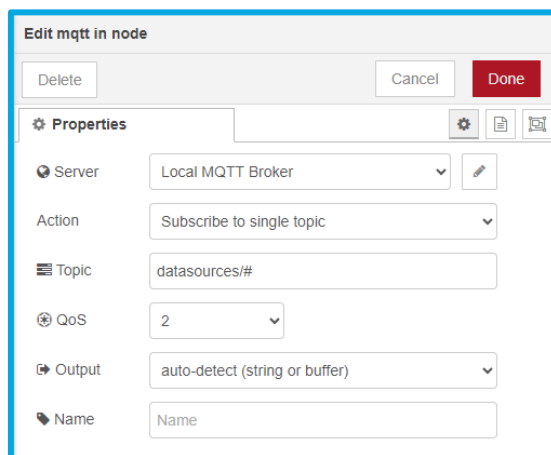 Edit mqtt in node
Delete Cancel Done
Properties
Server Local MQTT Broker
Action Subscribe to single topic
Topic datasources/#
QoS 2
Output auto-detect (string or buffer)
Name Name